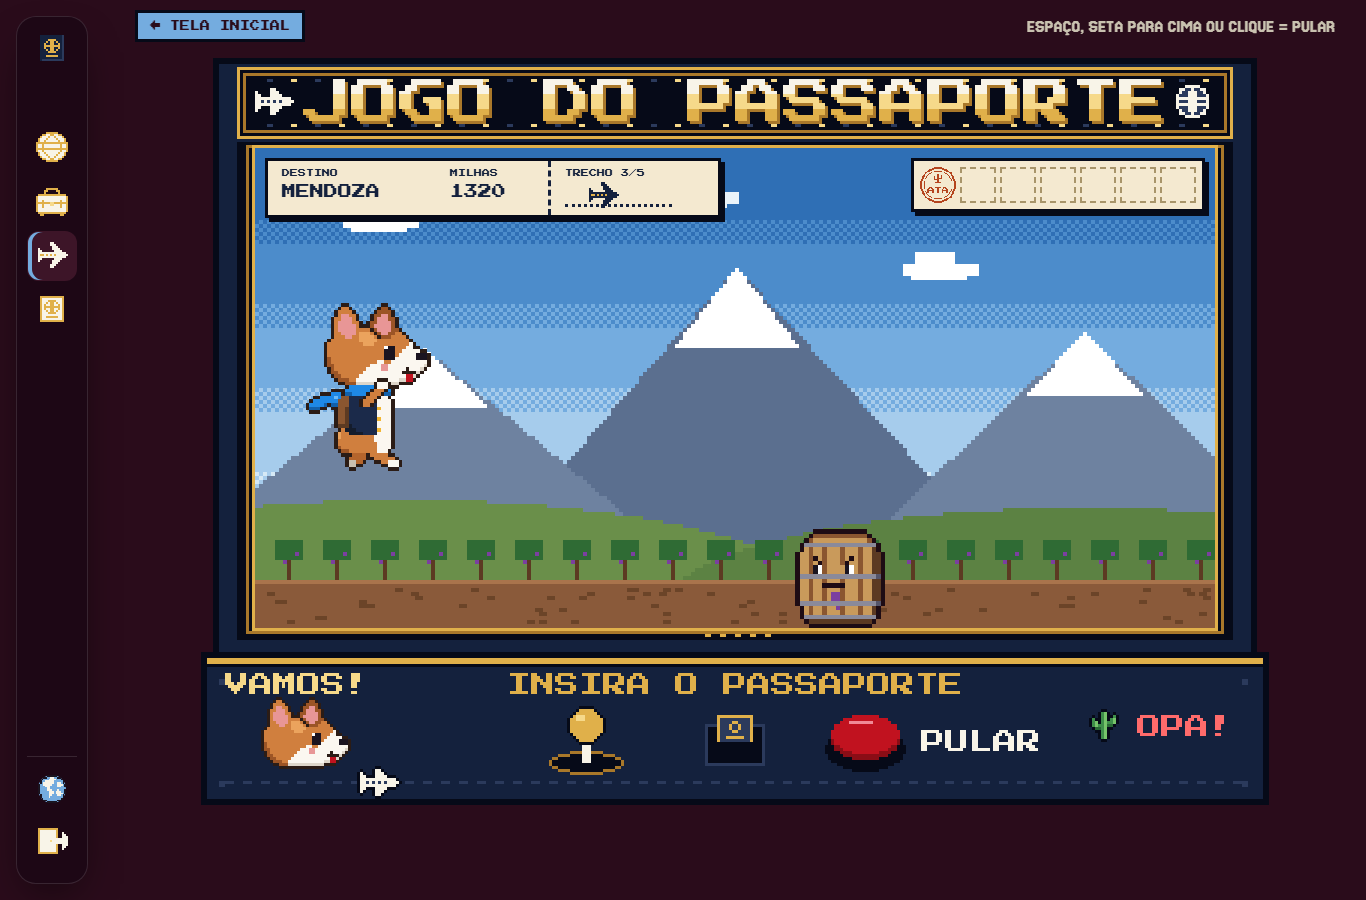 TELA INICIAL
ESPAÇO, SETA PARA CIMA OU CLIQUE = PULAR
JOGO DO PASSAPORTE
DESTINO
MENDOZA
MILHAS
1320
TRECHO 3/5
ATA
VAMOS!
INSIRA O PASSAPORTE
PULAR
OPA!